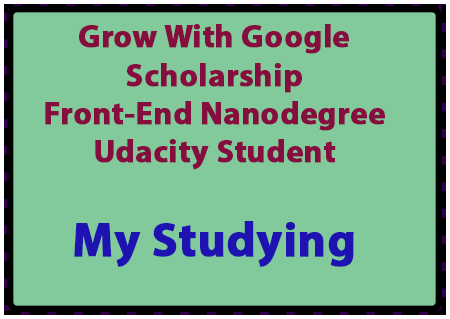 Grow With Google
Scholarship
Front-End Nanodegree
Udacity Student
My Studying